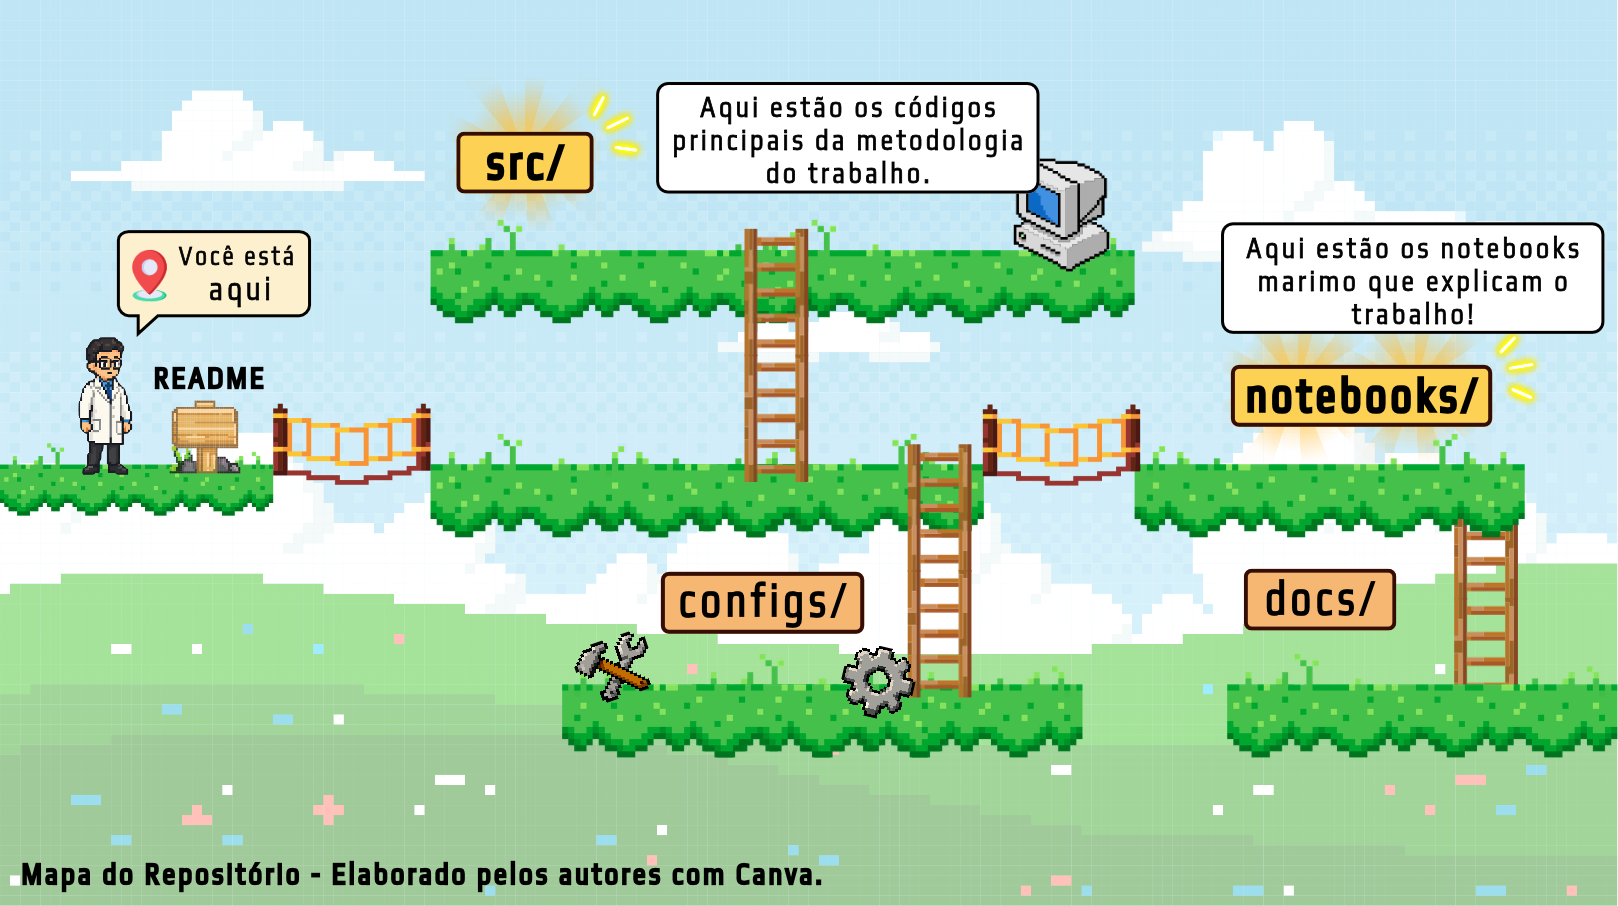 src/
Aqui estão os códigos
principais da metodologia
do trabalho.
Você está
aqui
Aqui estão os notebooks
marimo que explicam o
trabalho!
README
notebooks/
configs/
docs/
Mapa do Repositório - Elaborado pelos autores com Canva.